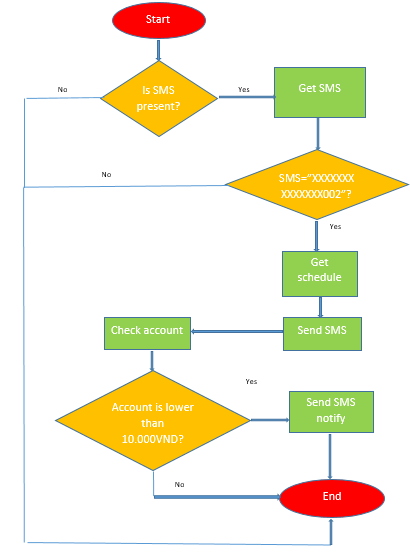 Start
Is SMS
present?
No
Yes
Get SMS
SMS="XXXXXXX
XXXXXXX002"?
No
Yes
Get
schedule
Send SMS
Check account
Account is lower
than
10.000VND?
Yes
Send SMS
notify
No
End